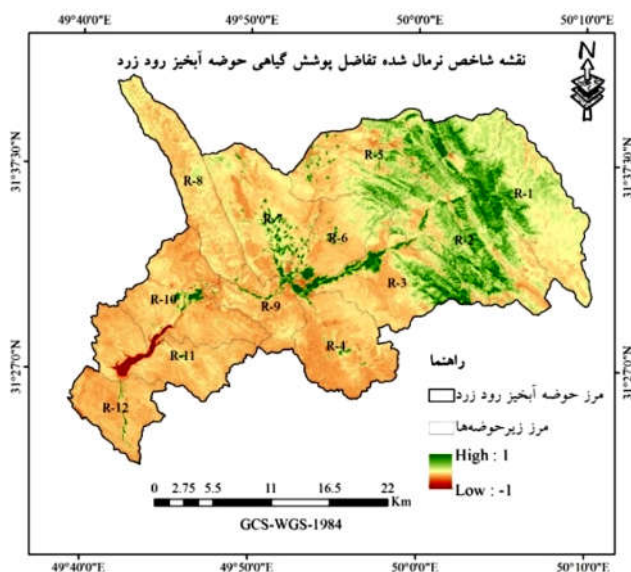 49°40'0"E 49°50'0"E 50°0'0"E 50°10'0"E
نقشه شاخص نرمال شده تفاضل پوشش گیاهی حوضه آبخیز رود زرد
N
31°37'30"N
31°37'30"N
R-8
R-5
R-1
R-7
R-6
R-2
R-3
R-10
R-9
R-4
R-11
R-12
31°27'0"N
31°27'0"N
راهنما
مرز حوضه آبخیز رود زرد
مرز زیرحوضه‌ها
High : 1
Low : -1
0 2.75 5.5 11 16.5 22
Km
GCS-WGS-1984
49°40'0"E 49°50'0"E 50°0'0"E 50°10'0"E